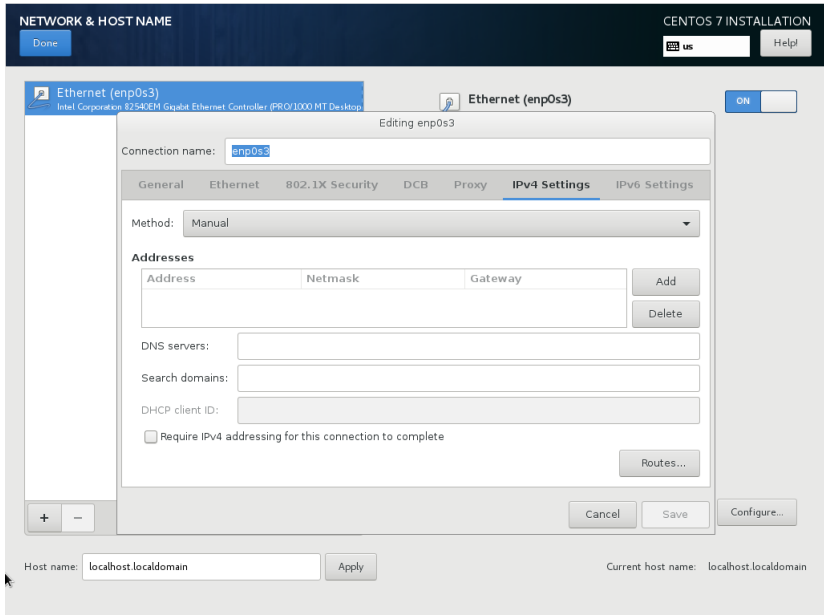 NETWORK & HOST NAME
CENTOS 7 INSTALLATION
Done
us
Help!
Ethernet (enp0s3)
Intel Corporation 82540EM Gigabit Ethernet Controller (PRO/1000 MT Desktop
Ethernet (enp0s3)
ON
Editing enp0s3
Connection name: enp0s3
General Ethernet 802.1X Security DCB Proxy IPv4 Settings IPv6 Settings
Method: Manual
Addresses
Address Netmask Gateway
Add
Delete
DNS servers:
Search domains:
DHCP client ID:
Require IPv4 addressing for this connection to complete
Routes...
Cancel Save
+ − Configure...
Host name: localhost.localdomain Apply Current host name: localhost.localdomain